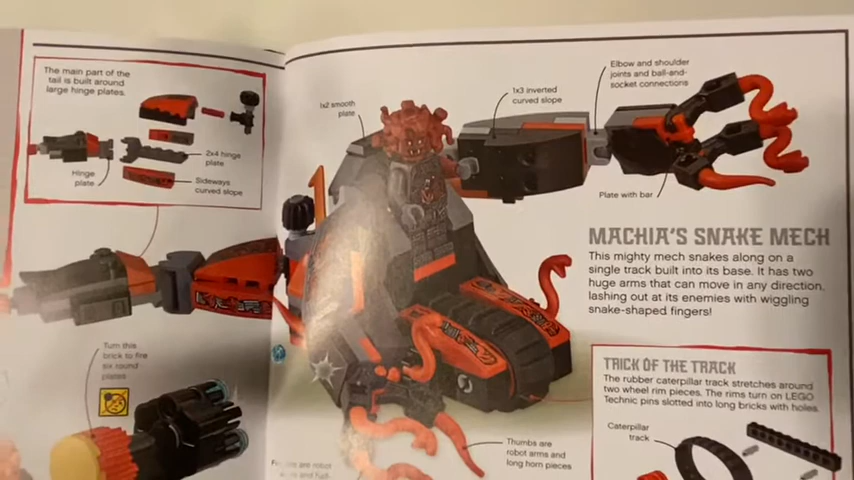 The main part of the
tail is built around
large hinge plates.
2x4 hinge
plate
Hinge
plate
Sideways
curved slope
1x2 smooth
plate
1x3 inverted
curved slope
Elbow and shoulder
joints and ball-and-
socket connections
Plate with bar
MACHIA'S SNAKE MECH
This mighty mech snakes along on a
single track built into its base. It has two
huge arms that can move in any direction,
lashing out at its enemies with wiggling
snake-shaped fingers!
Turn this
brick to fire
six round
plates
TRICK OF THE TRACK
The rubber caterpillar track stretches around
two wheel rim pieces. The rims turn on LEGO
Technic pins slotted into long bricks with holes.
Caterpillar
track
Thumbs are
robot arms and
long horn pieces
are robot